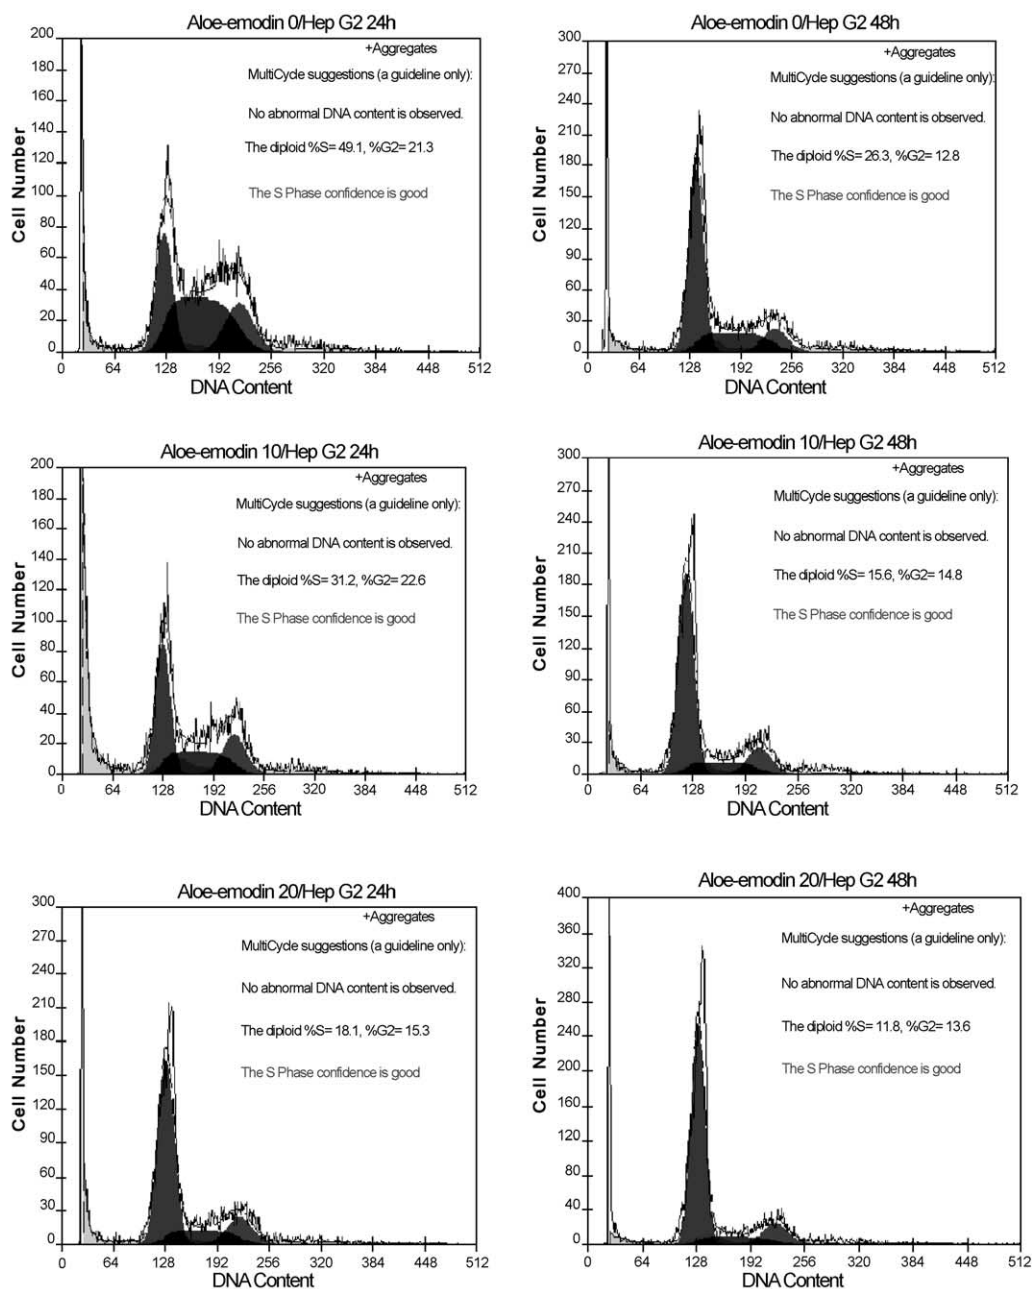 Aloe-emodin 0/Hep G2 24h
+Aggregates
MultiCycle suggestions (a guideline only):
No abnormal DNA content is observed.
The diploid %S= 49.1, %G2= 21.3
The S Phase confidence is good
Cell Number
200
180
160
140
120
100
80
60
40
20
0
0 64 128 192 256 320 384 448 512
DNA Content
Aloe-emodin 0/Hep G2 48h
+Aggregates
MultiCycle suggestions (a guideline only):
No abnormal DNA content is observed.
The diploid %S= 26.3, %G2= 12.8
The S Phase confidence is good
Cell Number
300
270
240
210
180
150
120
90
60
30
0
0 64 128 192 256 320 384 448 512
DNA Content
Aloe-emodin 10/Hep G2 24h
+Aggregates
MultiCycle suggestions (a guideline only):
No abnormal DNA content is observed.
The diploid %S= 31.2, %G2= 22.6
The S Phase confidence is good
Cell Number
200
180
160
140
120
100
80
60
40
20
0
0 64 128 192 256 320 384 448 512
DNA Content
Aloe-emodin 10/Hep G2 48h
+Aggregates
MultiCycle suggestions (a guideline only):
No abnormal DNA content is observed.
The diploid %S= 15.6, %G2= 14.8
The S Phase confidence is good
Cell Number
300
270
240
210
180
150
120
90
60
30
0
0 64 128 192 256 320 384 448 512
DNA Content
Aloe-emodin 20/Hep G2 24h
+Aggregates
MultiCycle suggestions (a guideline only):
No abnormal DNA content is observed.
The diploid %S= 18.1, %G2= 15.3
The S Phase confidence is good
Cell Number
300
270
240
210
180
150
120
90
60
30
0
0 64 128 192 256 320 384 448 512
DNA Content
Aloe-emodin 20/Hep G2 48h
+Aggregates
MultiCycle suggestions (a guideline only):
No abnormal DNA content is observed.
The diploid %S= 11.8, %G2= 13.6
The S Phase confidence is good
Cell Number
400
360
320
280
240
200
160
120
80
40
0
0 64 128 192 256 320 384 448 512
DNA Content